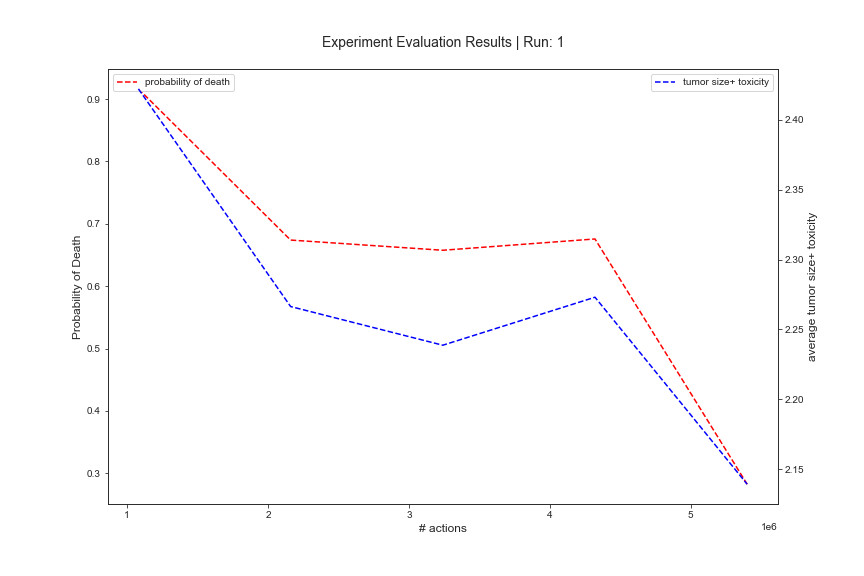 Experiment Evaluation Results | Run: 1
probability of death
tumor size+ toxicity
Probability of Death
0.9
0.8
0.7
0.6
0.5
0.4
0.3
2.40
2.35
2.30
2.25
2.20
2.15
average tumor size+ toxicity
1
2
3
4
5
1e6
# actions